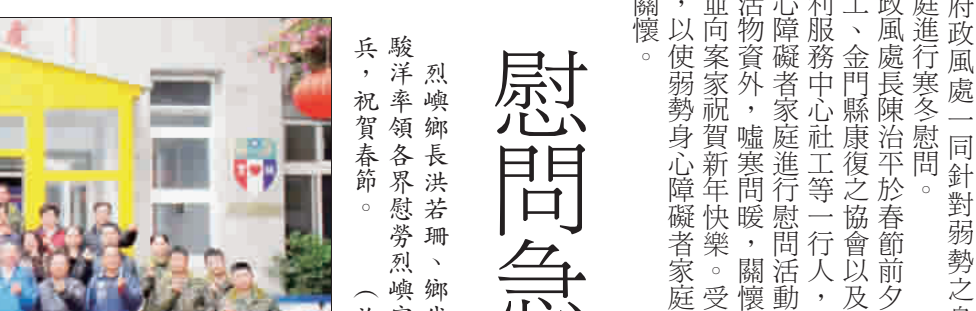 府政風處一同針對弱勢之身
庭進行寒冬慰問。
政風處長陳治平於春節前夕
工、金門縣康復之協會以及
利服務中心社工等一行人，
心障礙者家庭進行慰問活動
活物資外，噓寒問暖，關懷
並向案家祝賀新年快樂。受
，以使弱勢身心障礙者家庭
關懷。
慰問急
烈嶼鄉長洪若珊、鄉代
駿洋率領各界慰勞烈嶼守
兵，祝賀春節。